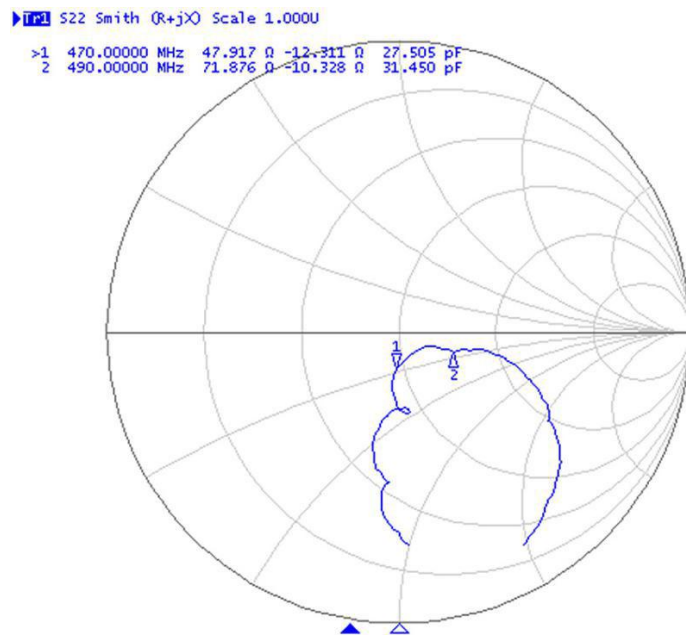 Tr1 S22 Smith (R+jX) Scale 1.000U
>1 470.00000 MHz 47.917 Ω -12.311 Ω 27.505 pF
2 490.00000 MHz 71.876 Ω -10.328 Ω 31.450 pF
1
2